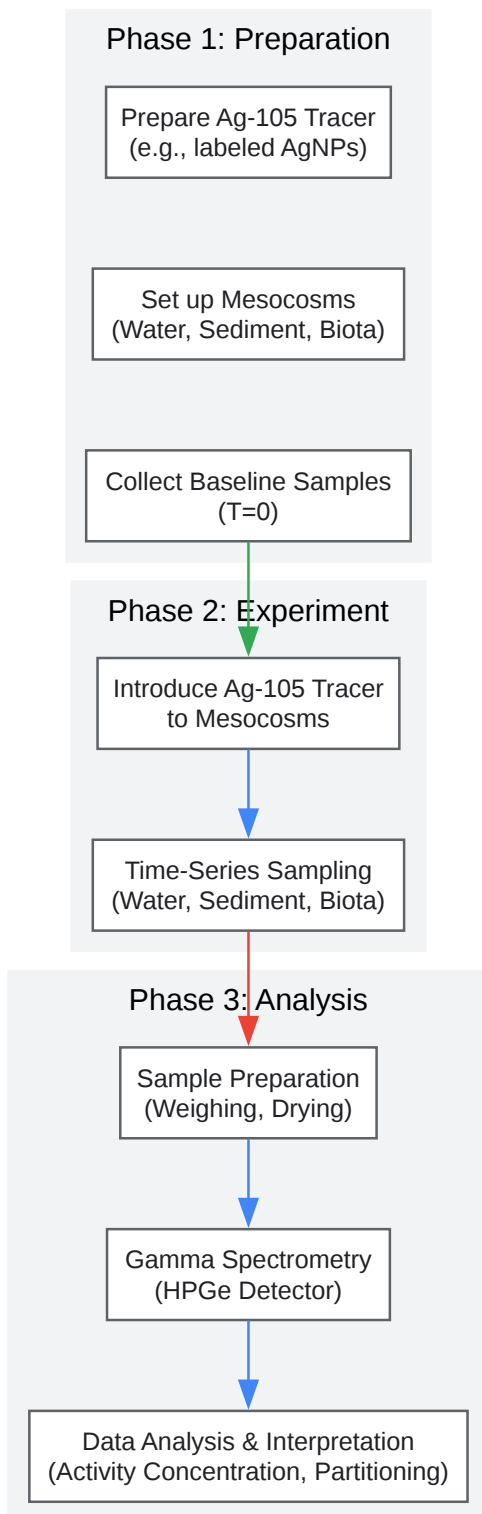 Phase 1: Preparation
Prepare Ag-105 Tracer
(e.g., labeled AgNPs)
Set up Mesocosms
(Water, Sediment, Biota)
Collect Baseline Samples
(T=0)
Phase 2: Experiment
Introduce Ag-105 Tracer
to Mesocosms
Time-Series Sampling
(Water, Sediment, Biota)
Phase 3: Analysis
Sample Preparation
(Weighing, Drying)
Gamma Spectrometry
(HPGe Detector)
Data Analysis & Interpretation
(Activity Concentration, Partitioning)